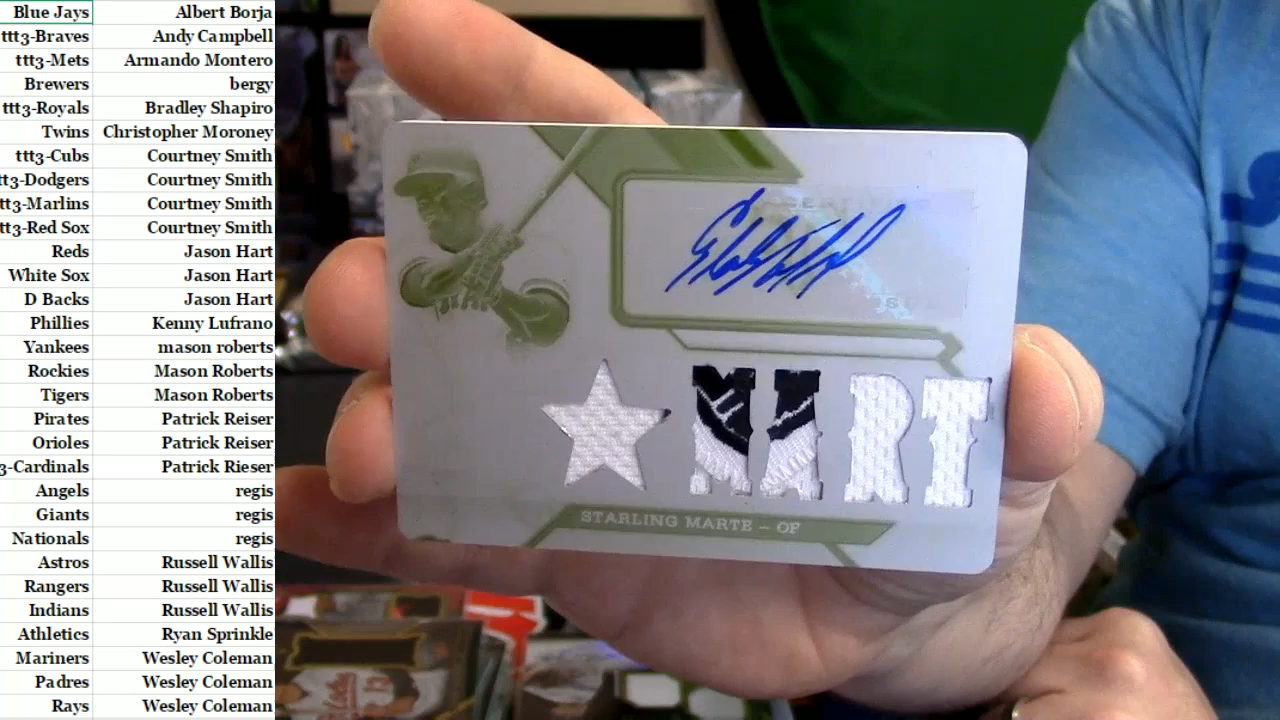 Blue Jays Albert Borja
ttt3-Braves Andy Campbell
ttt3-Mets Armando Montero
Brewers bergy
ttt3-Royals Bradley Shapiro
Twins Christopher Moroney
ttt3-Cubs Courtney Smith
tt3-Dodgers Courtney Smith
tt3-Marlins Courtney Smith
tt3-Red Sox Courtney Smith
Reds Jason Hart
White Sox Jason Hart
D Backs Jason Hart
Phillies Kenny Lufrano
Yankees mason roberts
Rockies Mason Roberts
Tigers Mason Roberts
Pirates Patrick Reiser
Orioles Patrick Reiser
3-Cardinals Patrick Rieser
Angels regis
Giants regis
Nationals regis
Astros Russell Wallis
Rangers Russell Wallis
Indians Russell Wallis
Athletics Ryan Sprinkle
Mariners Wesley Coleman
Padres Wesley Coleman
Rays Wesley Coleman
MART
STARLING MARTE – OF